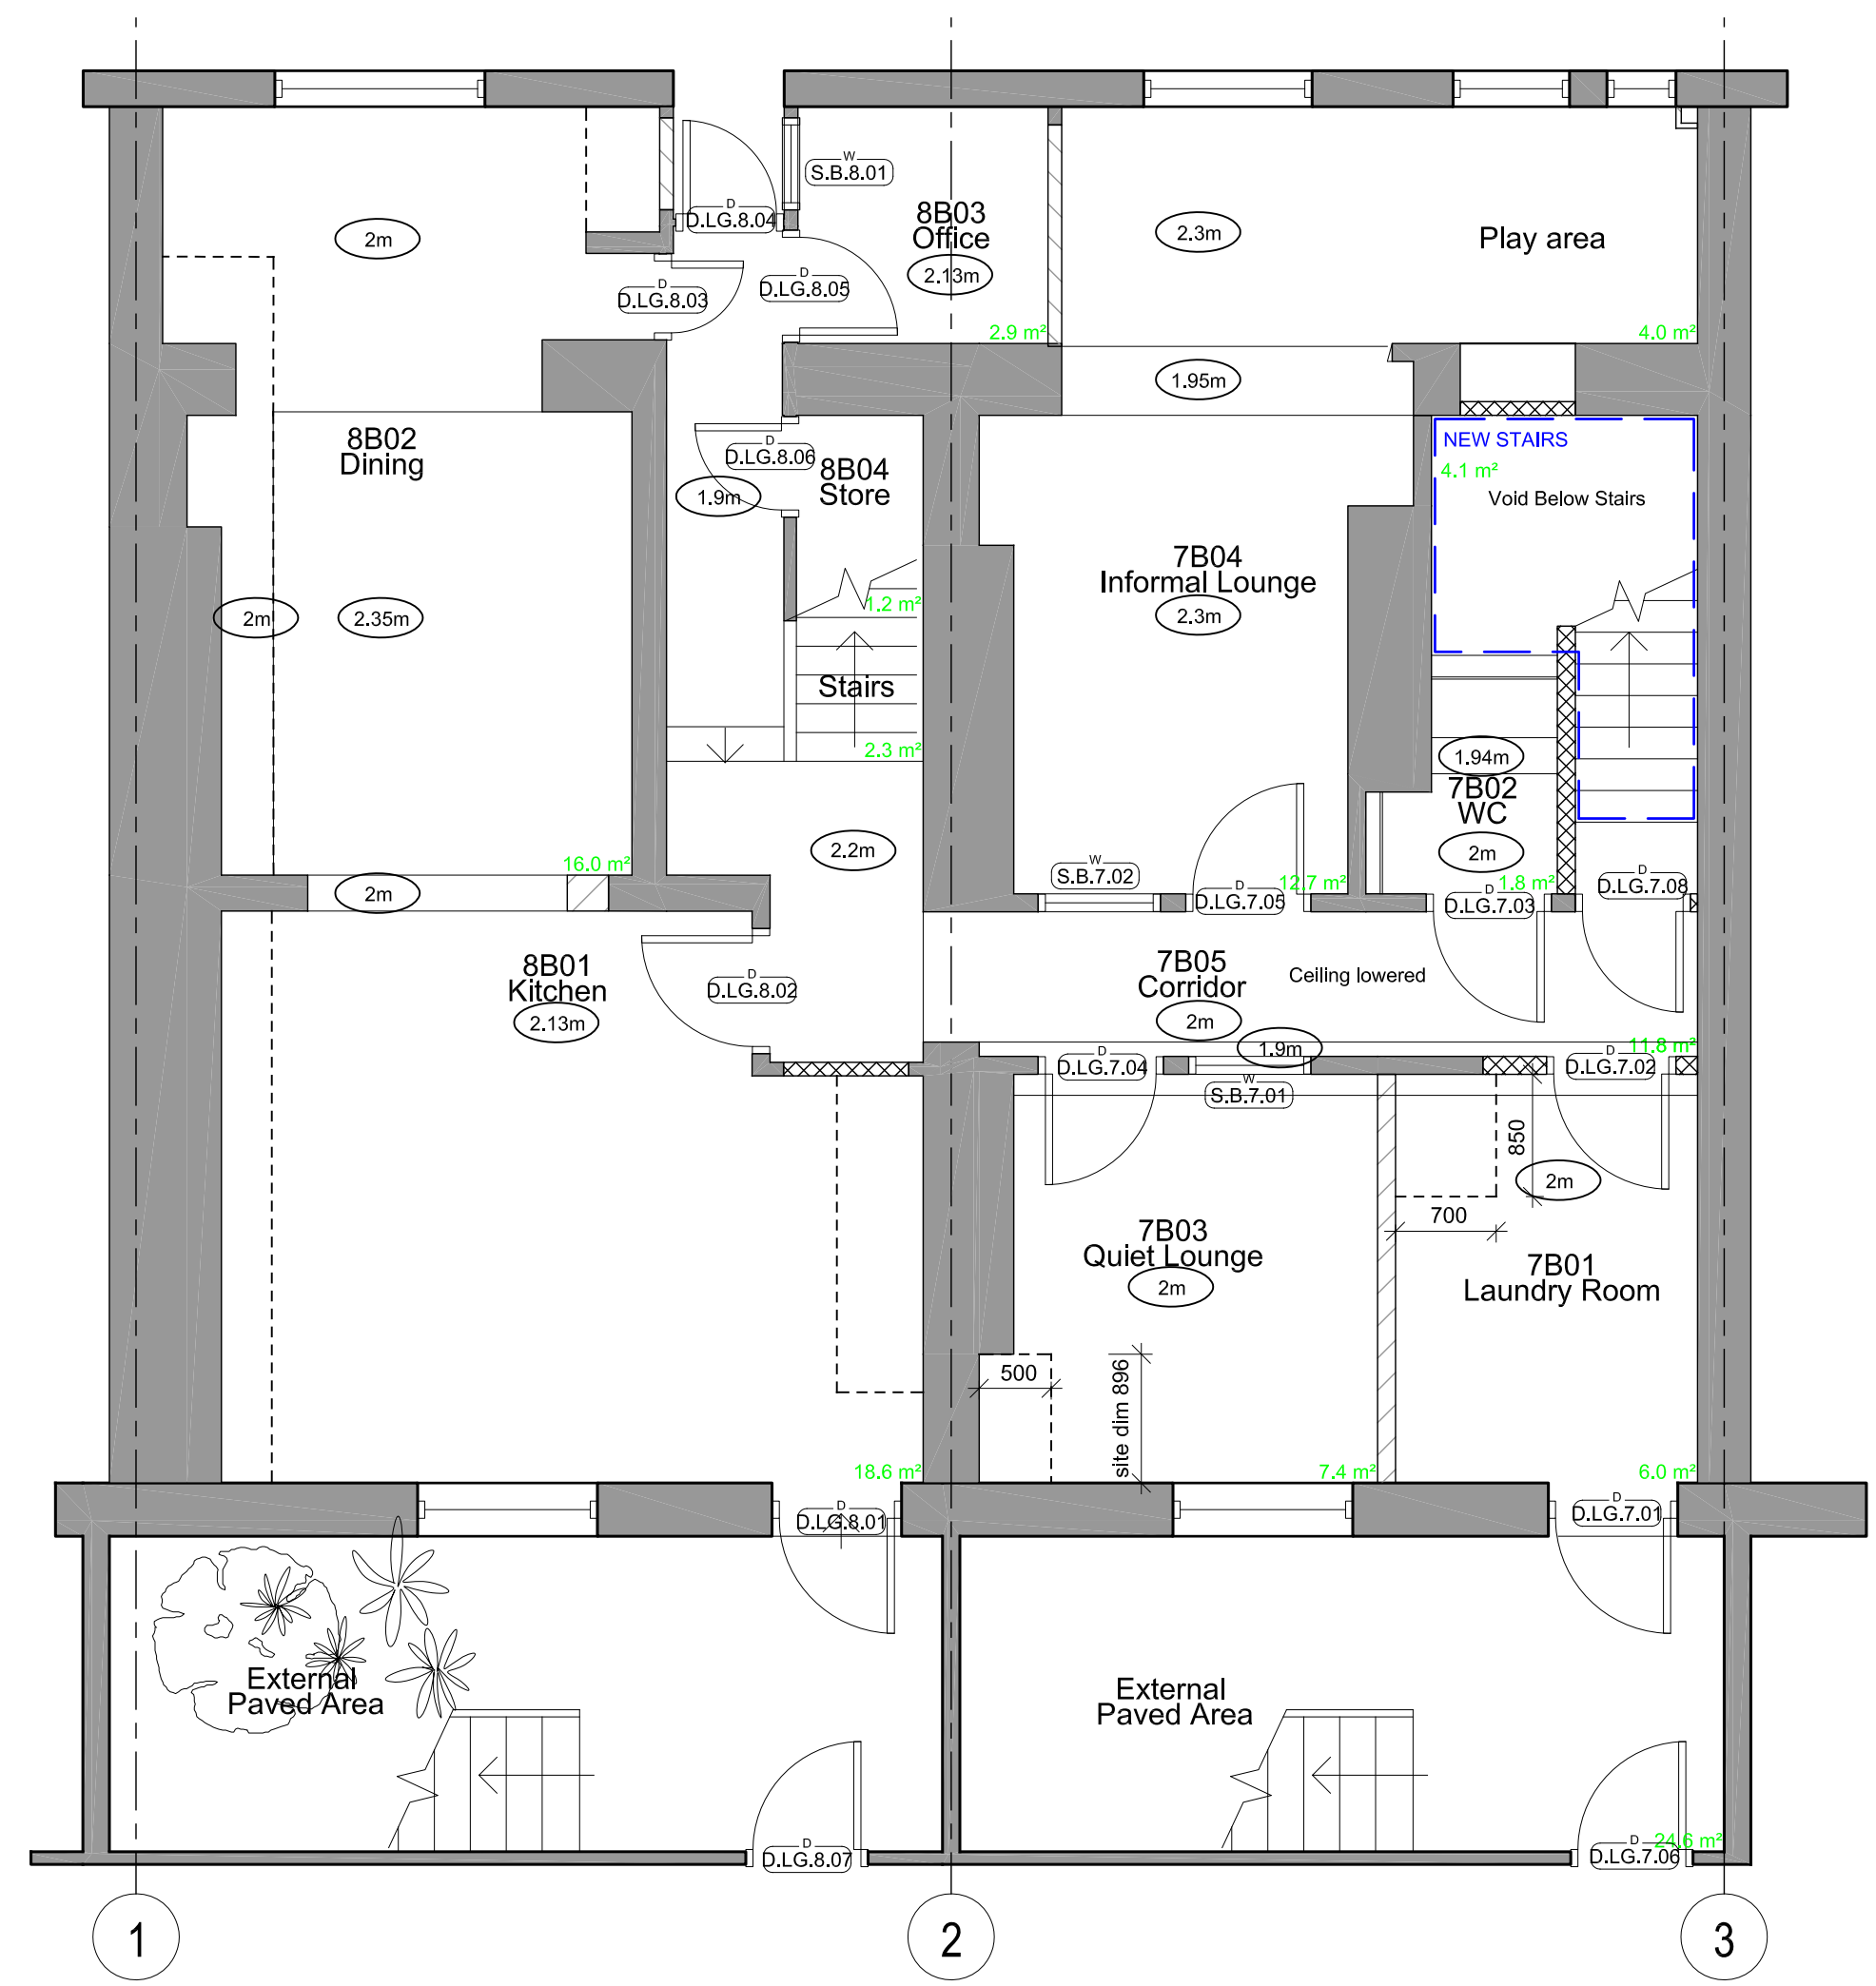 W
S.B.8.01
D
D.LG.8.04
8B03
Office
2.13m
2m
2.3m
Play area
D
D.LG.8.03
D
D.LG.8.05
2.9 m²
4.0 m²
1.95m
8B02
Dining
D
D.LG.8.06
8B04
Store
1.9m
NEW STAIRS
4.1 m²
Void Below Stairs
7B04
Informal Lounge
2.3m
1.2 m²
2m
2.35m
Stairs
2.3 m²
1.94m
7B02
WC
2m
2.2m
16.0 m²
2m
W
S.B.7.02
D
D.LG.7.05
12.7 m²
1.8 m²
D
D.LG.7.03
D
D.LG.7.08
8B01
Kitchen
2.13m
D
D.LG.8.02
7B05
Corridor
2m
Ceiling lowered
1.9m
11.8 m²
D
D.LG.7.04
W
S.B.7.01
D
D.LG.7.02
850
2m
700
7B03
Quiet Lounge
2m
7B01
Laundry Room
500
site dim 896
18.6 m²
7.4 m²
6.0 m²
D
D.LG.8.01
D
D.LG.7.01
External
Paved Area
External
Paved Area
D
D.LG.8.07
24.6 m²
D
D.LG.7.06
1
2
3